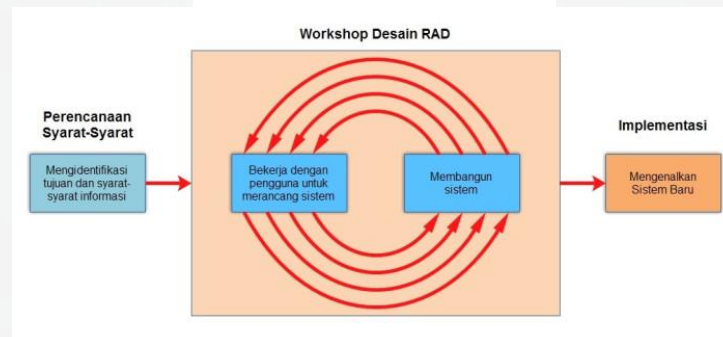 Workshop Desain RAD
Perencanaan
Syarat-Syarat
Mengidentifikasi
tujuan dan syarat-
syarat informasi
Bekerja dengan
pengguna untuk
merancang sistem
Membangun
sistem
Implementasi
Mengenalkan
Sistem Baru